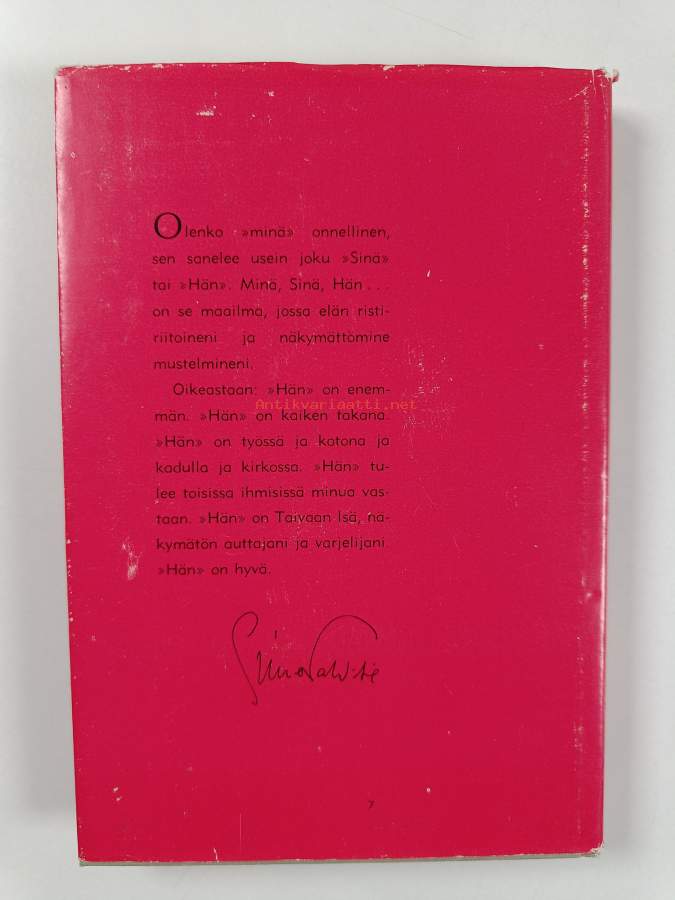 Olenko »minä» onnellinen,
sen sanelee usein joku »Sinä»
tai »Hän». Minä, Sinä, Hän ...
on se maailma, jossa elän risti-
riitoineni ja näkymättömine
mustelmineni.
Oikeastaan: »Hän» on enem-
Antikvariaatti.net
män. »Hän» on kaiken takana.
»Hän» on työssä ja kotona ja
kadulla ja kirkossa. »Hän» tu-
lee toisissa ihmisissä minua vas-
taan. »Hän» on Taivaan Isä, nä-
kymätön auttajani ja varjelijani.
»Hän» on hyvä.
7